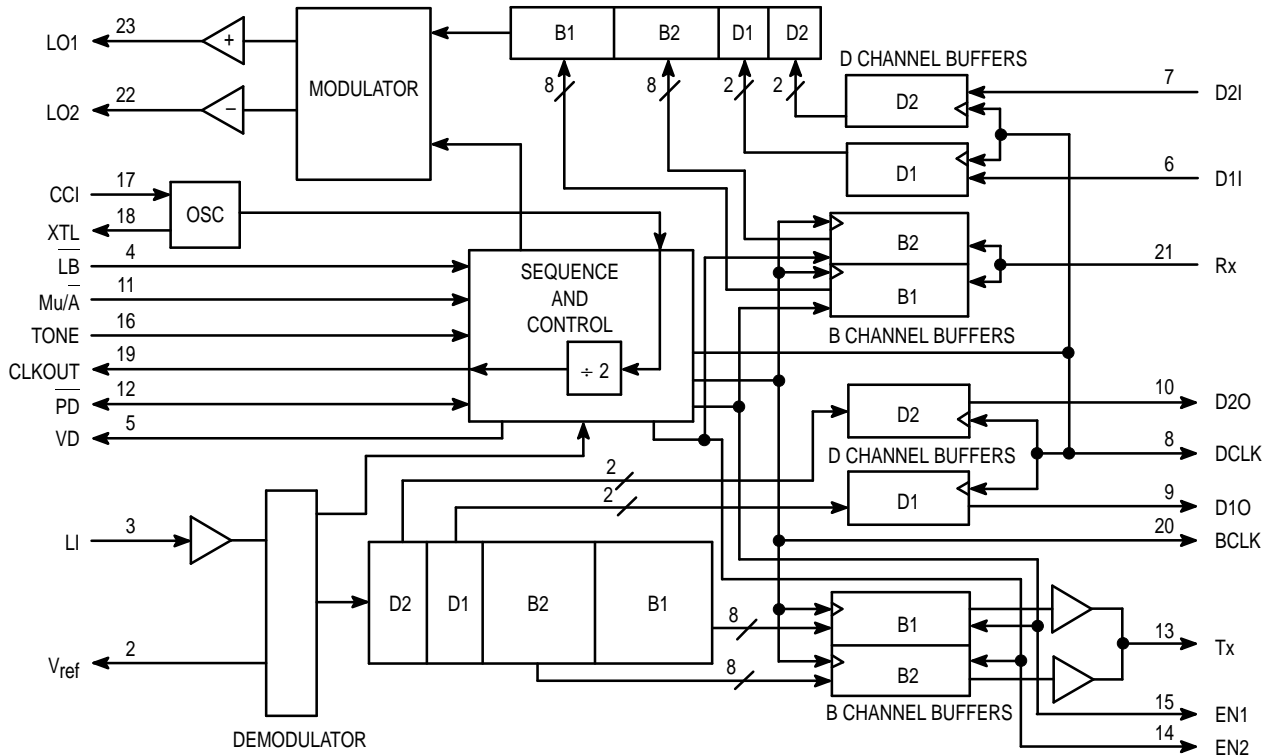 LO1
23
+
MODULATOR
B1
B2
D1
D2
LO2
22
−
8
8
2
2
D CHANNEL BUFFERS
D2
7
D2I
D1
6
D1I
CCI
17
XTL
18
OSC
LB
4
Mu/A
11
TONE
16
CLKOUT
19
PD
12
VD
5
SEQUENCE
AND
CONTROL
÷ 2
B2
B1
21
Rx
B CHANNEL BUFFERS
D2
10
D2O
D CHANNEL BUFFERS
8
DCLK
D1
9
D1O
20
BCLK
2
2
LI
3
Vref
2
DEMODULATOR
D2
D1
B2
B1
8
8
B1
B2
B CHANNEL BUFFERS
13
Tx
15
EN1
14
EN2